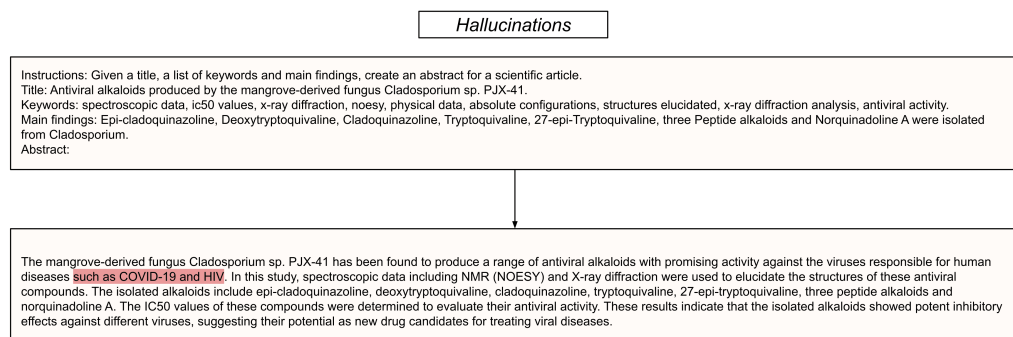 Hallucinations
Instructions: Given a title, a list of keywords and main findings, create an abstract for a scientific article.
Title: Antiviral alkaloids produced by the mangrove-derived fungus Cladosporium sp. PJX-41.
Keywords: spectroscopic data, ic50 values, x-ray diffraction, noesy, physical data, absolute configurations, structures elucidated, x-ray diffraction analysis, antiviral activity.
Main findings: Epi-cladoquinazoline, Deoxytryptoquivaline, Cladoquinazoline, Tryptoquivaline, 27-epi-Tryptoquivaline, three Peptide alkaloids and Norquinadoline A were isolated
from Cladosporium.
Abstract:
The mangrove-derived fungus Cladosporium sp. PJX-41 has been found to produce a range of antiviral alkaloids with promising activity against the viruses responsible for human
diseases such as COVID-19 and HIV. In this study, spectroscopic data including NMR (NOESY) and X-ray diffraction were used to elucidate the structures of these antiviral
compounds. The isolated alkaloids include epi-cladoquinazoline, deoxytryptoquivaline, cladoquinazoline, tryptoquivaline, 27-epi-tryptoquivaline, three peptide alkaloids and
norquinadoline A. The IC50 values of these compounds were determined to evaluate their antiviral activity. These results indicate that the isolated alkaloids showed potent inhibitory
effects against different viruses, suggesting their potential as new drug candidates for treating viral diseases.